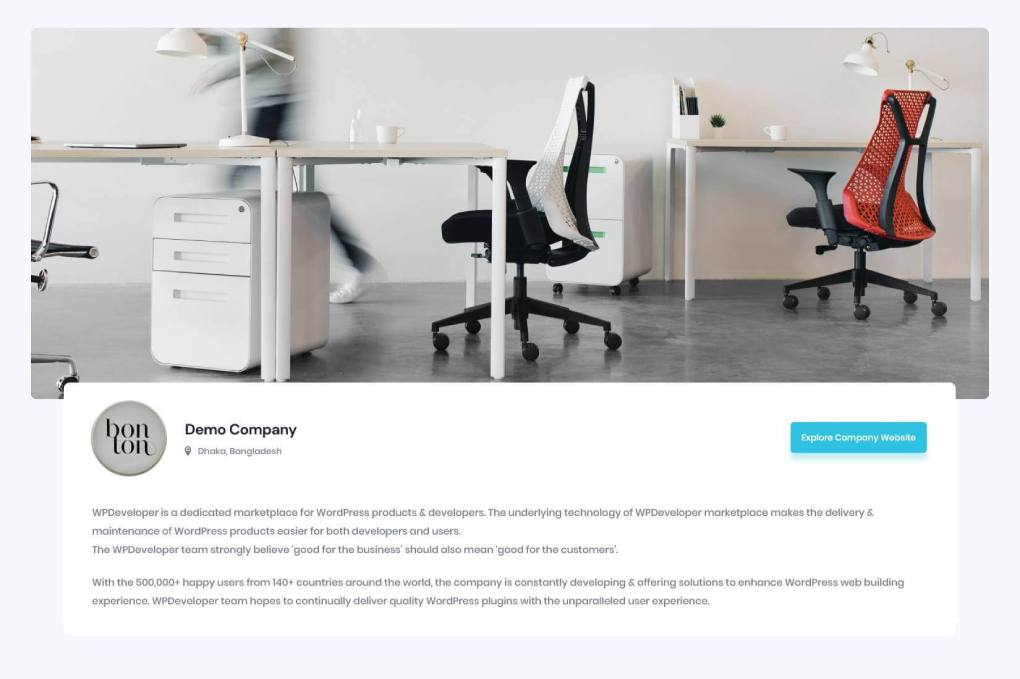 bon
ton
Demo Company
Dhaka, Bangladesh
Explore Company Website
WPDeveloper is a dedicated marketplace for WordPress products & developers. The underlying technology of WPDeveloper marketplace makes the delivery &
maintenance of WordPress products easier for both developers and users.
The WPDeveloper team strongly believe 'good for the business' should also mean 'good for the customers'.
With the 500,000+ happy users from 140+ countries around the world, the company is constantly developing & offering solutions to enhance WordPress web building
experience. WPDeveloper team hopes to continually deliver quality WordPress plugins with the unparalleled user experience.